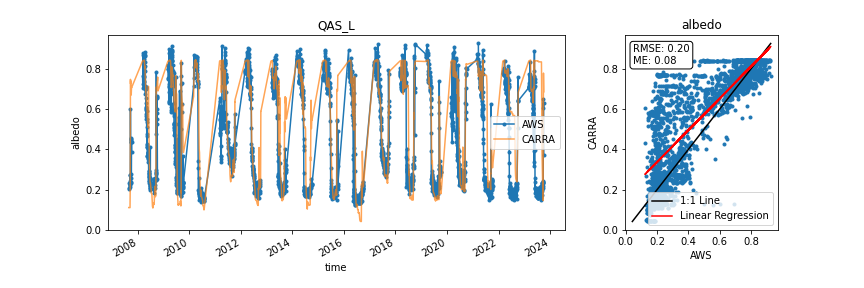 QAS_L
albedo
0.0
0.2
0.4
0.6
0.8
2008
2010
2012
2014
2016
2018
2020
2022
2024
time
AWS
CARRA
albedo
RMSE: 0.20
ME: 0.08
CARRA
0.0
0.2
0.4
0.6
0.8
0.0
0.2
0.4
0.6
0.8
AWS
1:1 Line
Linear Regression